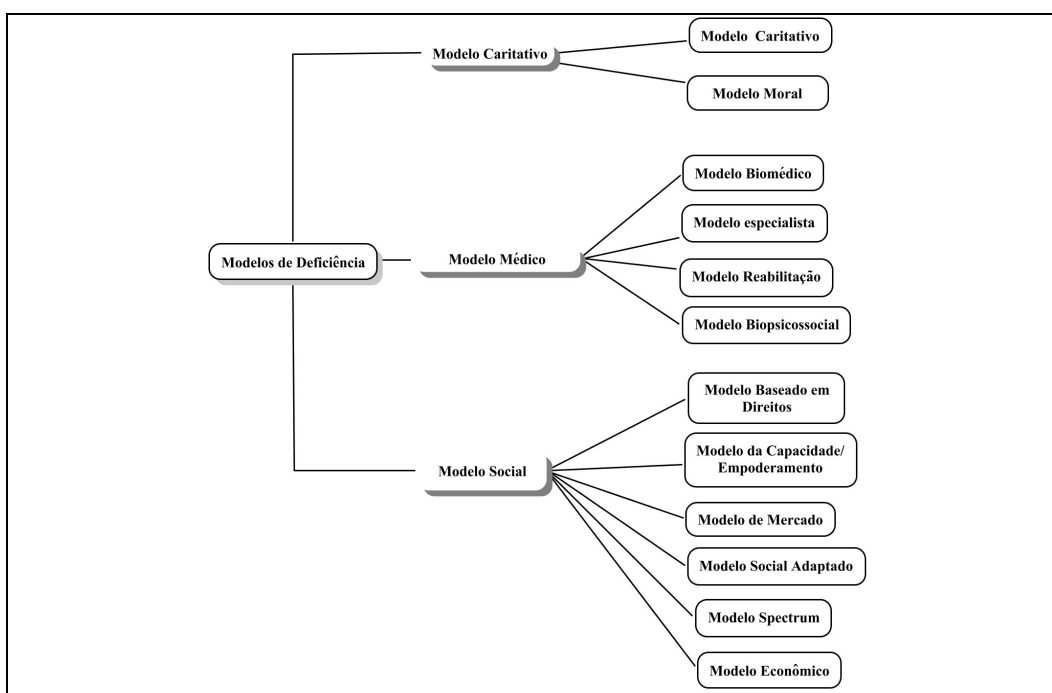 Modelos de Deficiência
Modelo Caritativo
Modelo Caritativo
Modelo Moral
Modelo Médico
Modelo Biomédico
Modelo especialista
Modelo Reabilitação
Modelo Biopsicossocial
Modelo Social
Modelo Baseado em
Direitos
Modelo da Capacidade/
Empoderamento
Modelo de Mercado
Modelo Social Adaptado
Modelo Spectrum
Modelo Econômico